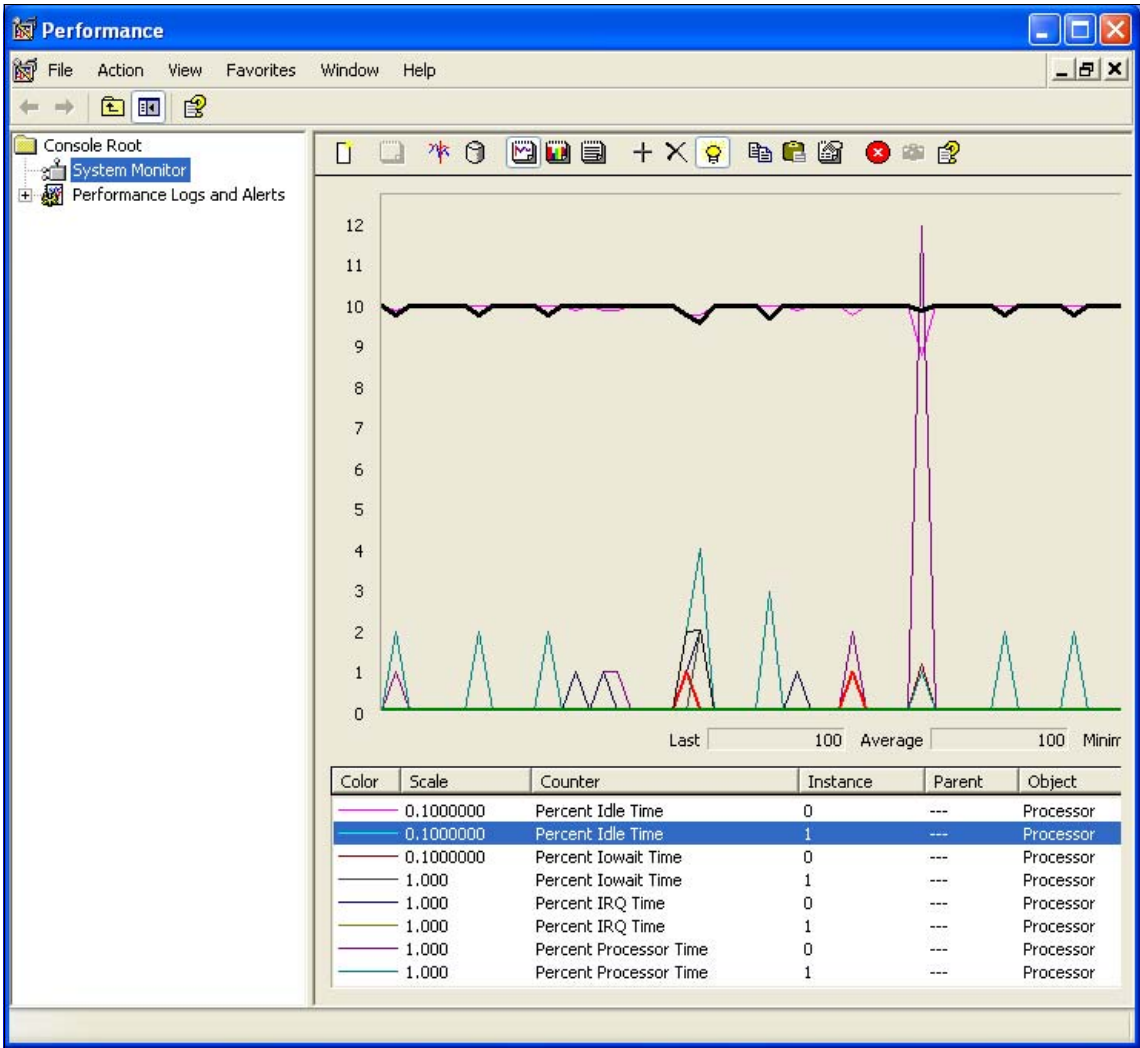 Performance
File Action View Favorites Window Help
Console Root
System Monitor
Performance Logs and Alerts
12
11
10
9
8
7
6
5
4
3
2
1
0
Last 100 Average 100 Minim
Color Scale Counter Instance Parent Object
0.1000000 Percent Idle Time 0 --- Processor
0.1000000 Percent Idle Time 1 --- Processor
0.1000000 Percent Iowait Time 0 --- Processor
1.000 Percent Iowait Time 1 --- Processor
1.000 Percent IRQ Time 0 --- Processor
1.000 Percent IRQ Time 1 --- Processor
1.000 Percent Processor Time 0 --- Processor
1.000 Percent Processor Time 1 --- Processor